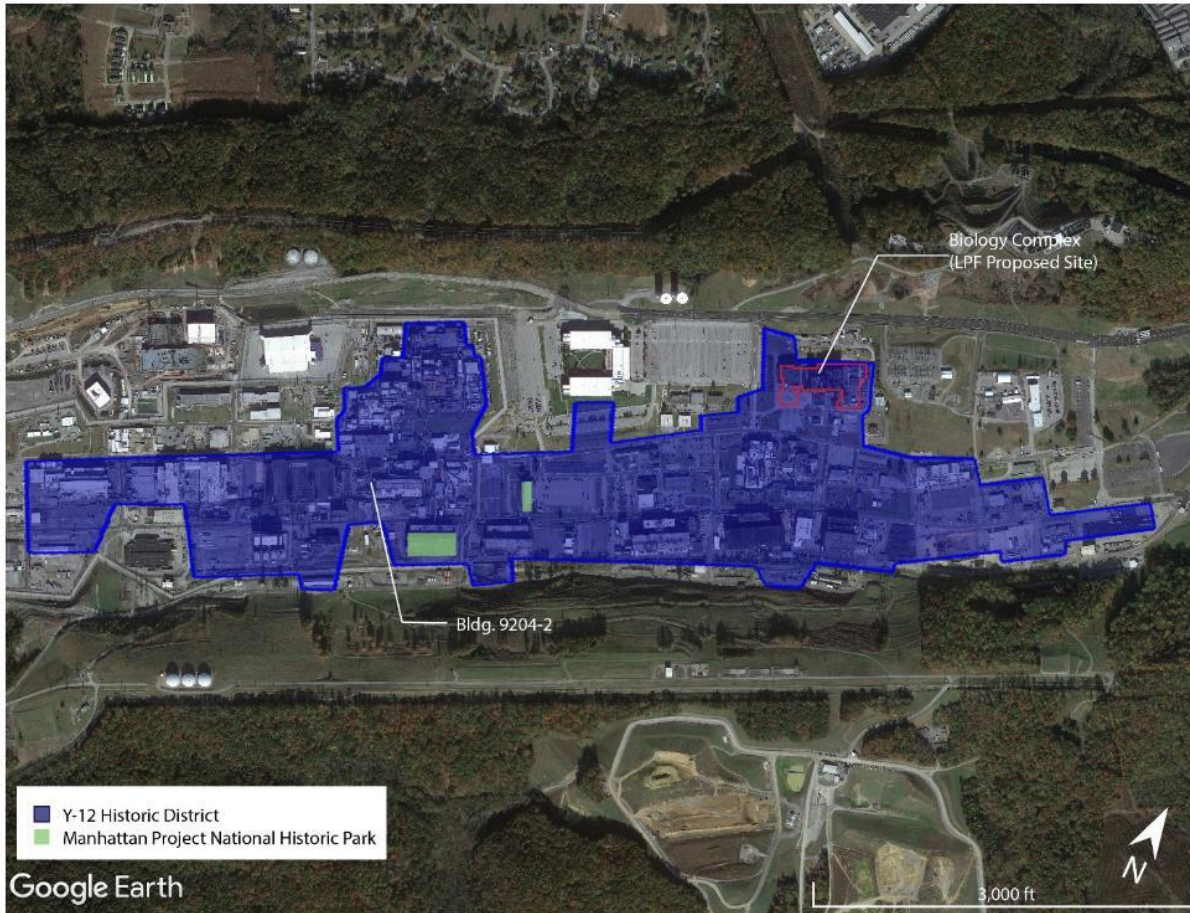 Biology Complex
(LPF Proposed Site)
Bldg. 9204-2
Y-12 Historic District
Manhattan Project National Historic Park
Google Earth
N
3,000 ft